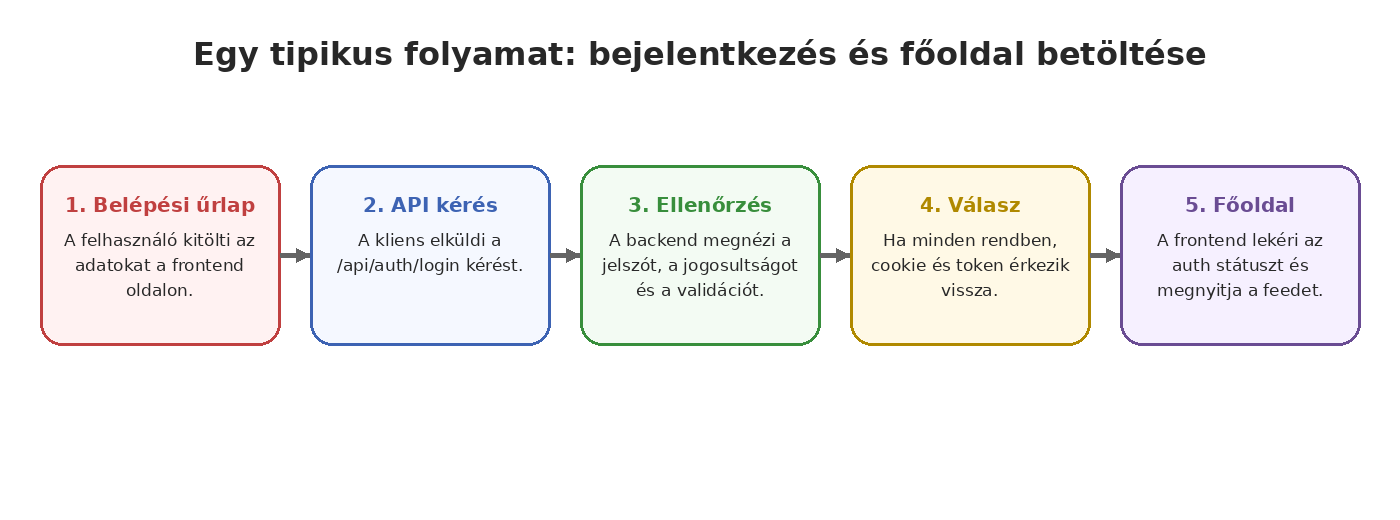 Egy tipikus folyamat: bejelentkezés és főoldal betöltése
1. Belépési űrlap
A felhasználó kitölti az
adatokat a frontend
oldalon.
2. API kérés
A kliens elküldi a
/api/auth/login kérést.
3. Ellenőrzés
A backend megnézi a
jelszót, a jogosultságot
és a validációt.
4. Válasz
Ha minden rendben,
cookie és token érkezik
vissza.
5. Főoldal
A frontend lekéri az
auth státuszt és
megnyitja a feedet.